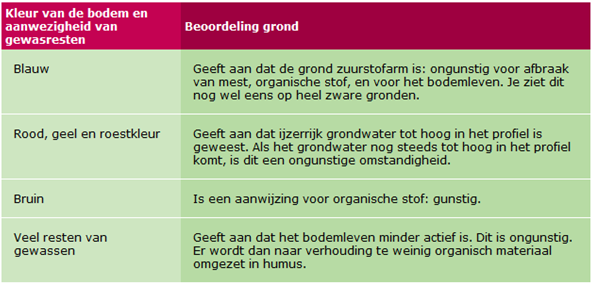 Kleur van de bodem en
aanwezigheid van
gewasresten
Beoordeling grond
Blauw
Geeft aan dat de grond zuurstofarm is: ongunstig voor afbraak
van mest, organische stof, en voor het bodemleven. Je ziet dit
nog wel eens op heel zware gronden.
Rood, geel en roestkleur
Geeft aan dat ijzerrijk grondwater tot hoog in het profiel is
geweest. Als het grondwater nog steeds tot hoog in het profiel
komt, is dit een ongunstige omstandigheid.
Bruin
Is een aanwijzing voor organische stof: gunstig.
Veel resten van
gewassen
Geeft aan dat het bodemleven minder actief is. Dit is ongunstig.
Er wordt dan naar verhouding te weinig organisch materiaal
omgezet in humus.